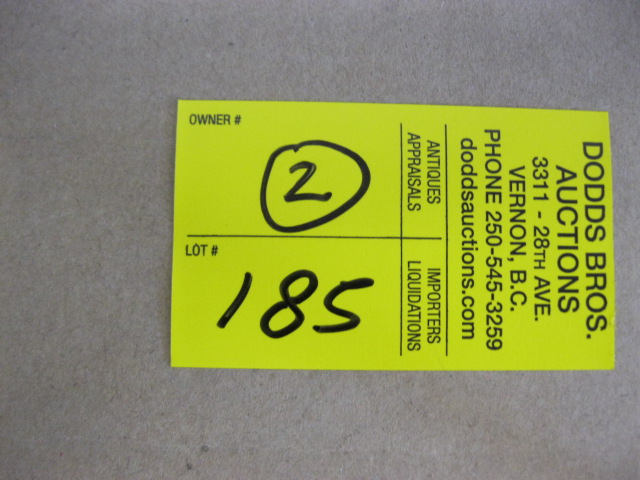 DODDS BROS.
AUCTIONS
3311 - 28TH AVE.
VERNON, B.C.
PHONE 250-545-3259
doddsauctions.com
ANTIQUES
APPRAISALS
IMPORTERS
LIQUIDATIONS
OWNER #
2
LOT #
185